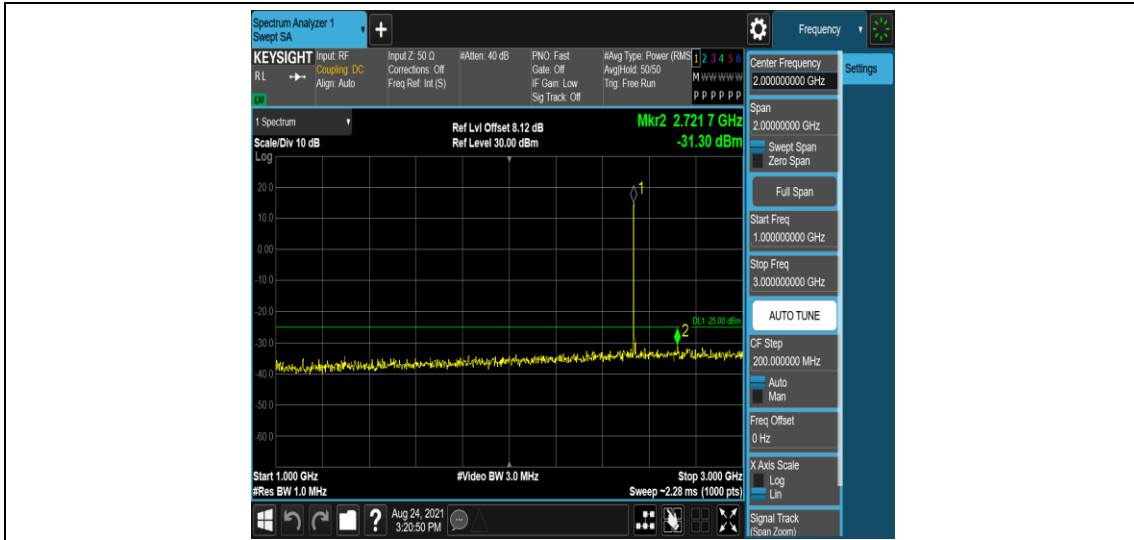 Spectrum Analyzer 1
Swept SA
+
Frequency
KEYSIGHT
R L
LXI
Input: RF
Coupling: DC
Align: Auto
Input Z: 50 Ω
Corrections: Off
Freq Ref: Int (S)
#Atten: 40 dB
PNO: Fast
Gate: Off
IF Gain: Low
Sig Track: Off
#Avg Type: Power (RMS
Avg|Hold: 50/50
Trig: Free Run
1 2 3 4 5 6
M W W W W W
P P P P P P
Center Frequency
2.000000000 GHz
Settings
1 Spectrum
Scale/Div 10 dB
Ref Lvl Offset 8.12 dB
Ref Level 30.00 dBm
Mkr2 2.721 7 GHz
-31.30 dBm
Span
2.00000000 GHz
Swept Span
Zero Span
Full Span
Start Freq
1.000000000 GHz
Stop Freq
3.000000000 GHz
AUTO TUNE
CF Step
200.000000 MHz
Auto
Man
Freq Offset
0 Hz
X Axis Scale
Log
Lin
Signal Track
(Span Zoom)
Log
20.0
10.0
0.00
-10.0
-20.0
-30.0
-40.0
-50.0
-60.0
1
DL1 -25.00 dBm
2
Start 1.000 GHz
#Res BW 1.0 MHz
#Video BW 3.0 MHz
Stop 3.000 GHz
Sweep ~2.28 ms (1000 pts)
?
Aug 24, 2021
3:20:50 PM